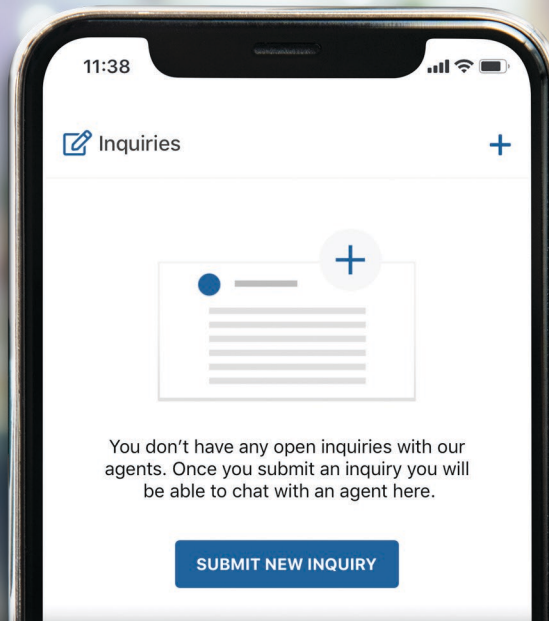 11:38
Inquiries
You don’t have any open inquiries with our
agents. Once you submit an inquiry you will
be able to chat with an agent here.
SUBMIT NEW INQUIRY